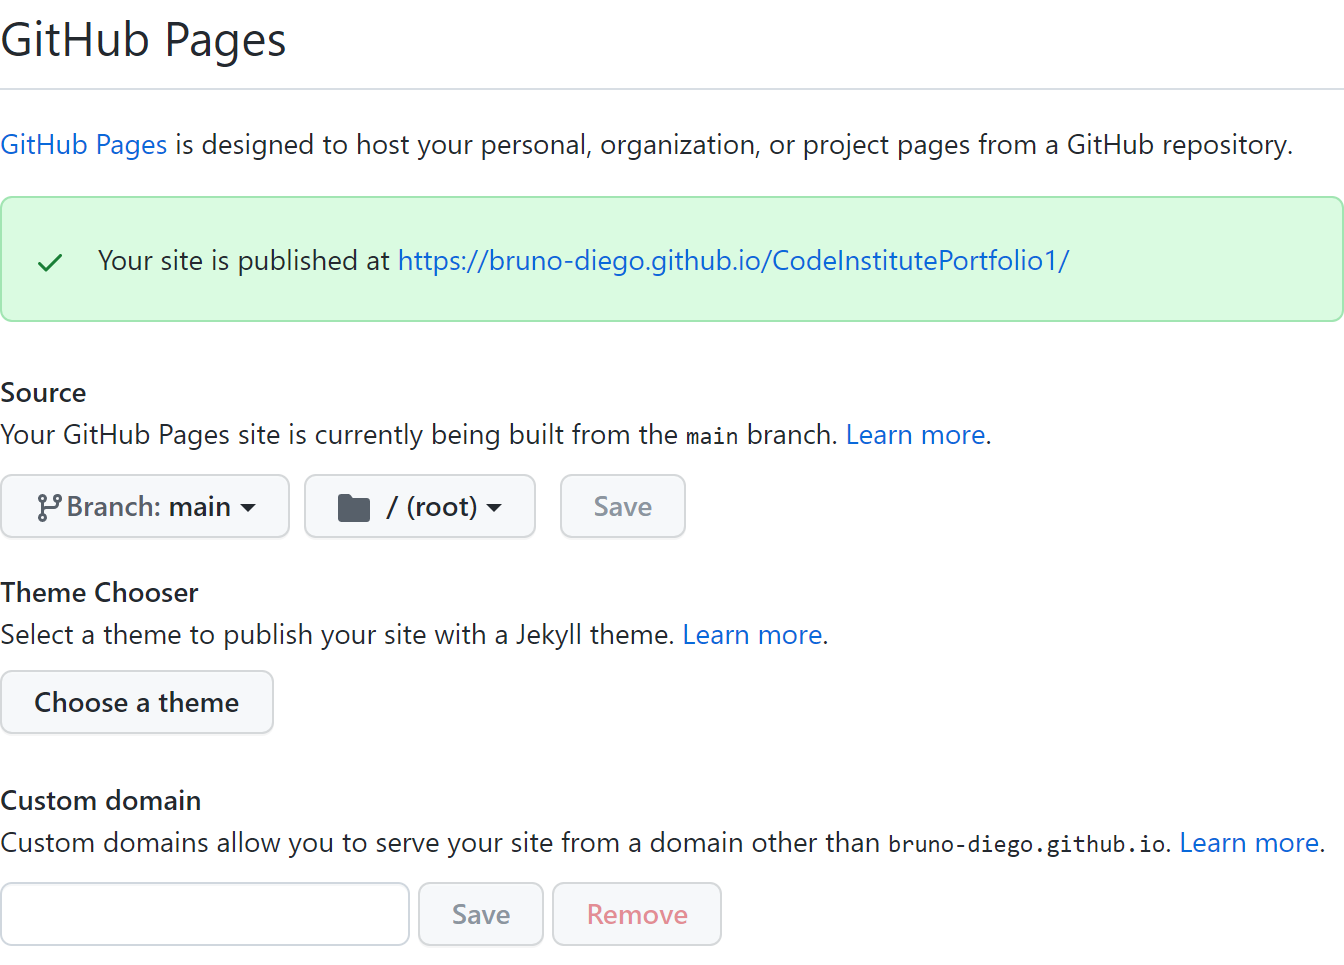 GitHub Pages
GitHub Pages is designed to host your personal, organization, or project pages from a GitHub repository.
Your site is published at https://bruno-diego.github.io/CodeInstitutePortfolio1/
Source
Your GitHub Pages site is currently being built from the main branch. Learn more.
Branch: main / (root) Save
Theme Chooser
Select a theme to publish your site with a Jekyll theme. Learn more.
Choose a theme
Custom domain
Custom domains allow you to serve your site from a domain other than bruno-diego.github.io. Learn more.
Save Remove